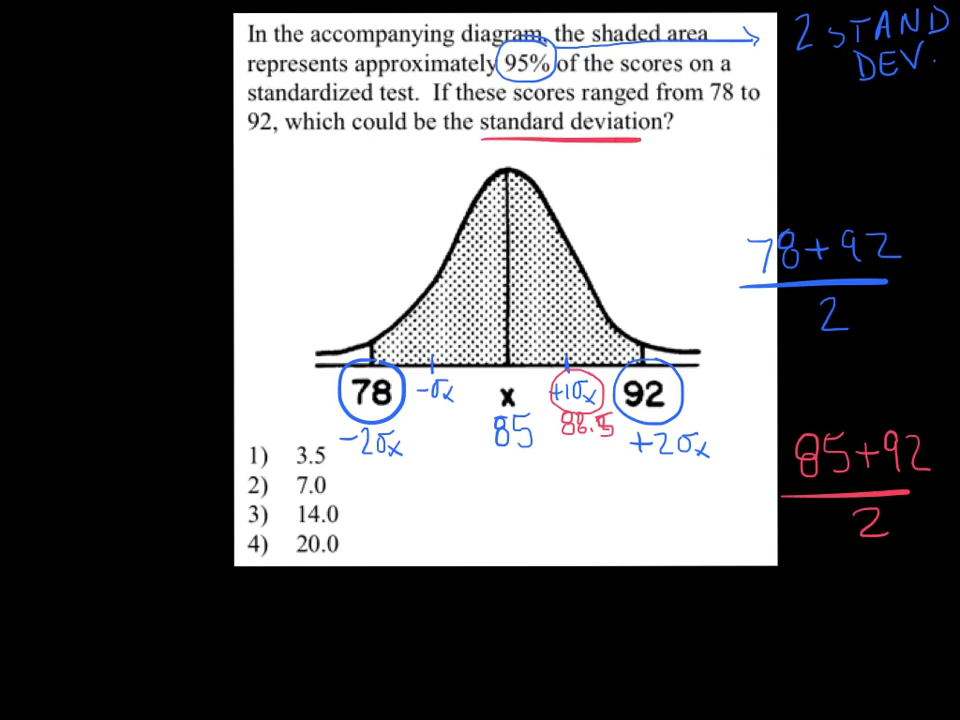 In the accompanying diagram, the shaded area
represents approximately 95% of the scores on a
standardized test. If these scores ranged from 78 to
92, which could be the standard deviation?
2 STAND
DEV.
78+92
2
78 -σx x +1σx 92
-2σx 85 88.5 +2σx
85+92
2
1) 3.5
2) 7.0
3) 14.0
4) 20.0